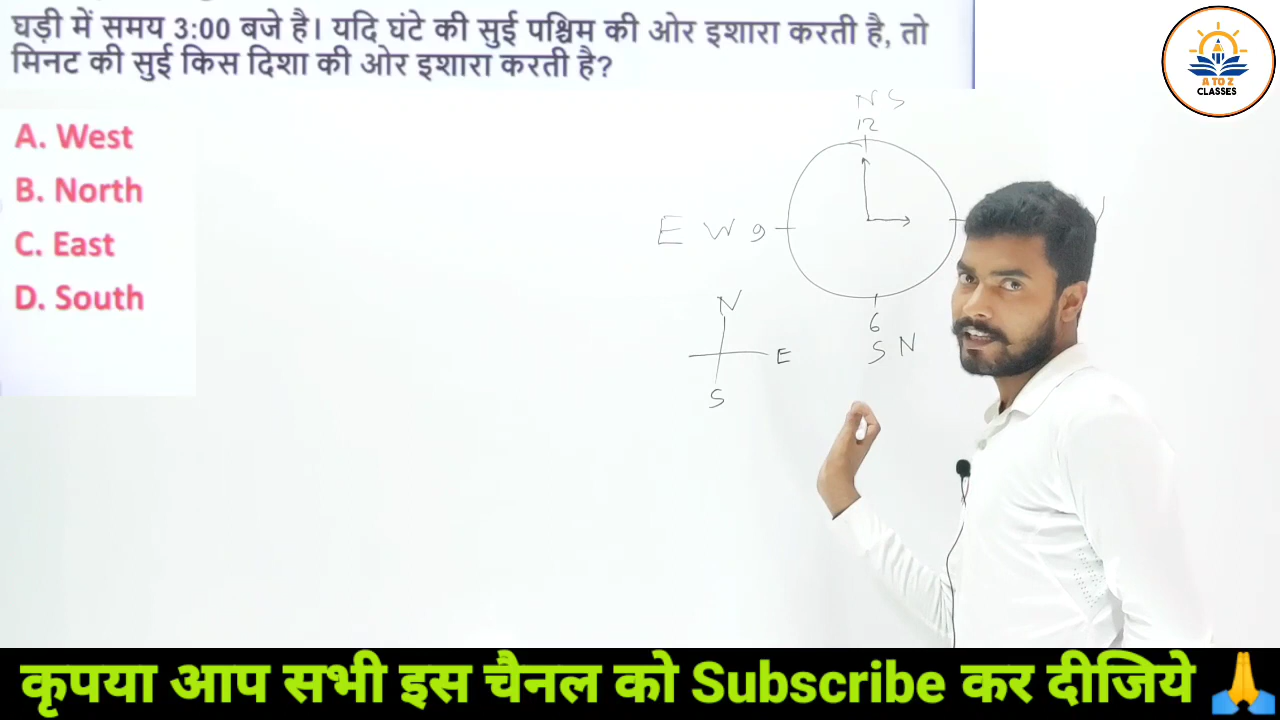 घड़ी में समय 3:00 बजे है। यदि घंटे की सुई पश्चिम की ओर इशारा करती है, तो
मिनट की सुई किस दिशा की ओर इशारा करती है?
A TO Z
CLASSES
A. West
B. North
C. East
D. South
N S
12
E W 9
6
S N
N
E
S
कृपया आप सभी इस चैनल को Subscribe कर दीजिये 🙏